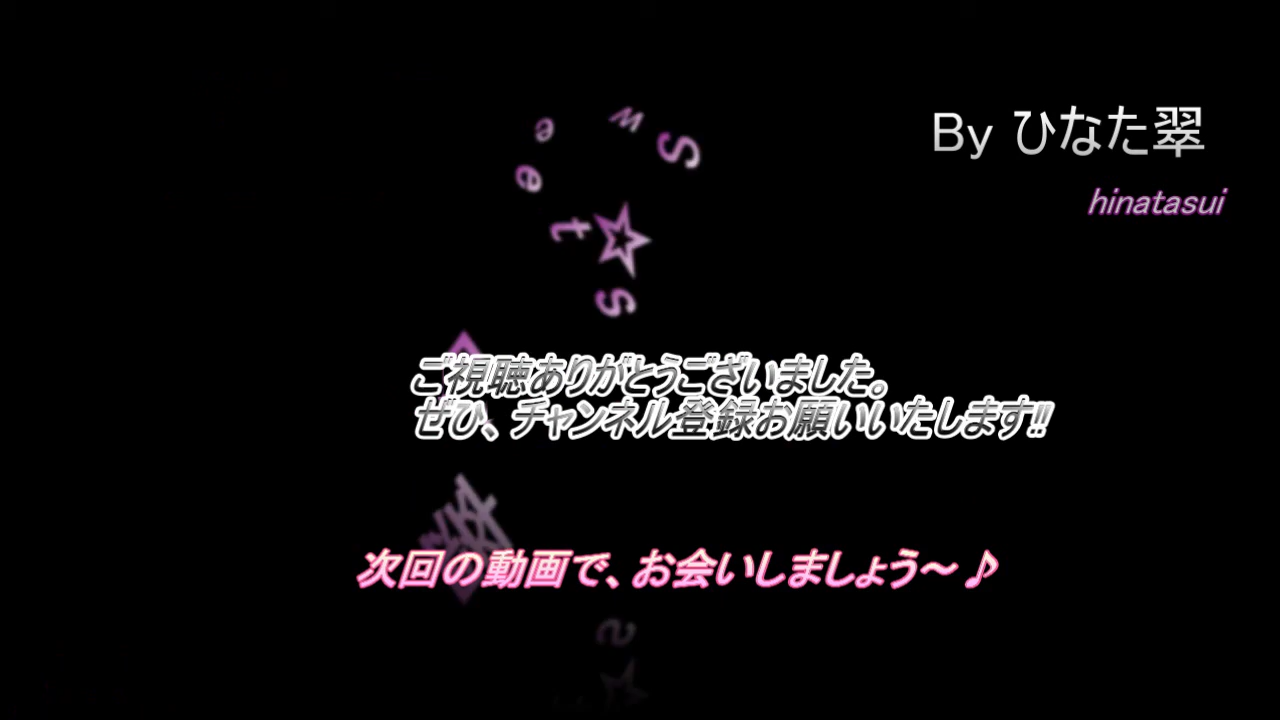 By ひなた翠
hinatasui
Sweet☆s
ご視聴ありがとうございました。
ぜひ、チャンネル登録お願いいたします!!
次回の動画で、お会いしましょう～♪